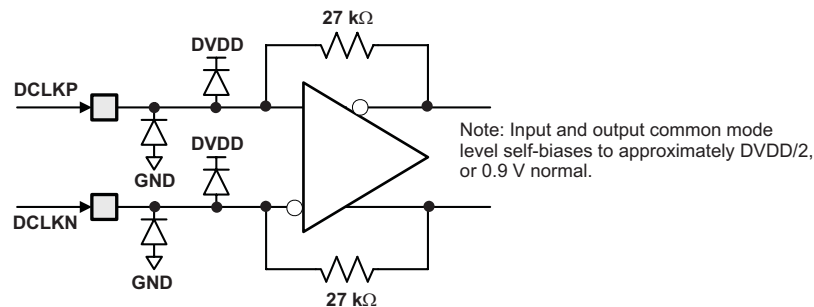 27 kΩ
DVDD
DCLKP
GND
DVDD
Note: Input and output common mode
level self-biases to approximately DVDD/2,
or 0.9 V normal.
DCLKN
GND
27 kΩ